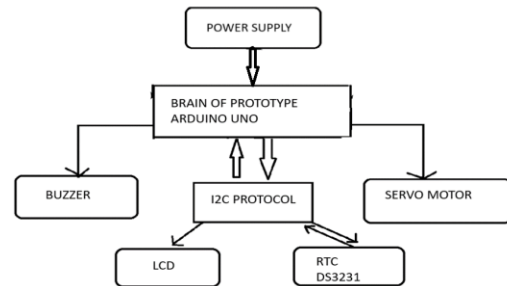 POWER SUPPLY
BRAIN OF PROTOTYPE
ARDUINO UNO
BUZZER
I2C PROTOCOL
SERVO MOTOR
LCD
RTC
DS3231